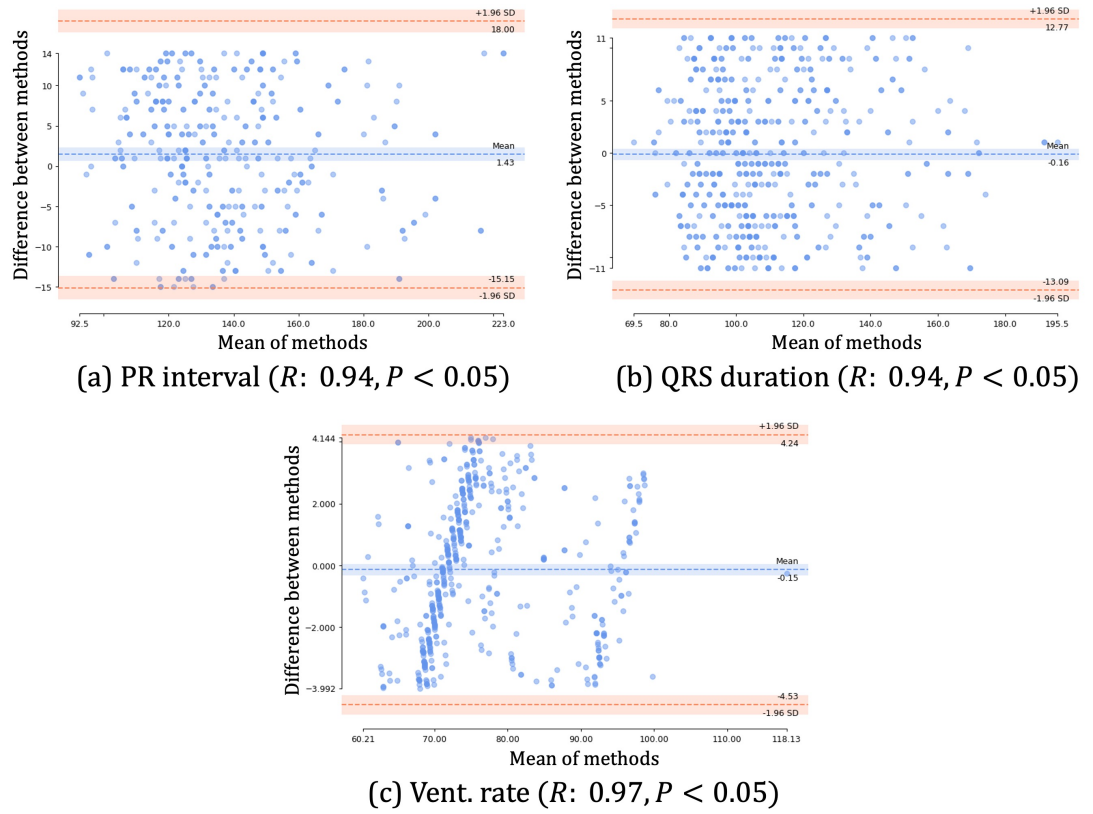 Difference between methods
+1.96 SD
18.00
14
10
5
Mean
0
1.43
−5
−10
-15.15
−15
-1.96 SD
92.5 120.0 140.0 160.0 180.0 200.0 223.0
Mean of methods
(a) PR interval (R: 0.94, P < 0.05)
Difference between methods
+1.96 SD
12.77
11
5
Mean
0
-0.16
−5
−11
-13.09
-1.96 SD
69.5 80.0 100.0 120.0 140.0 160.0 180.0 195.5
Mean of methods
(b) QRS duration (R: 0.94, P < 0.05)
Difference between methods
+1.96 SD
4.144
4.24
2.000
Mean
0.000
-0.15
−2.000
−3.992
-4.53
-1.96 SD
60.21 70.00 80.00 90.00 100.00 110.00 118.13
Mean of methods
(c) Vent. rate (R: 0.97, P < 0.05)